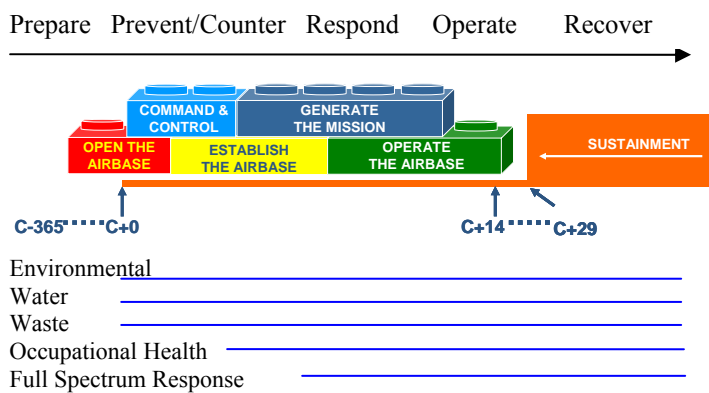 Prepare Prevent/Counter Respond Operate Recover
COMMAND &
CONTROL
GENERATE
THE MISSION
OPEN THE
AIRBASE
ESTABLISH
THE AIRBASE
OPERATE
THE AIRBASE
SUSTAINMENT
C-365 C+0 C+14 C+29
Environmental
Water
Waste
Occupational Health
Full Spectrum Response